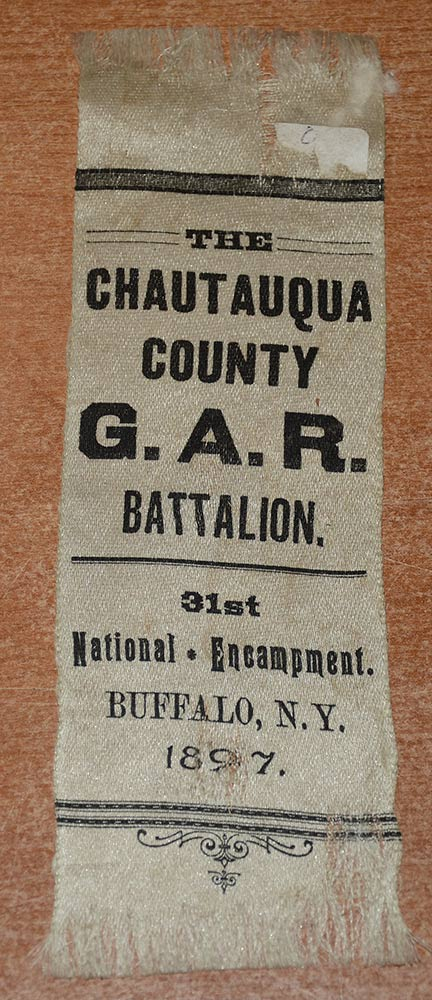 THE
CHAUTAUQUA
COUNTY
G. A. R.
BATTALION.
31st
National • Encampment.
BUFFALO, N. Y.
1897.